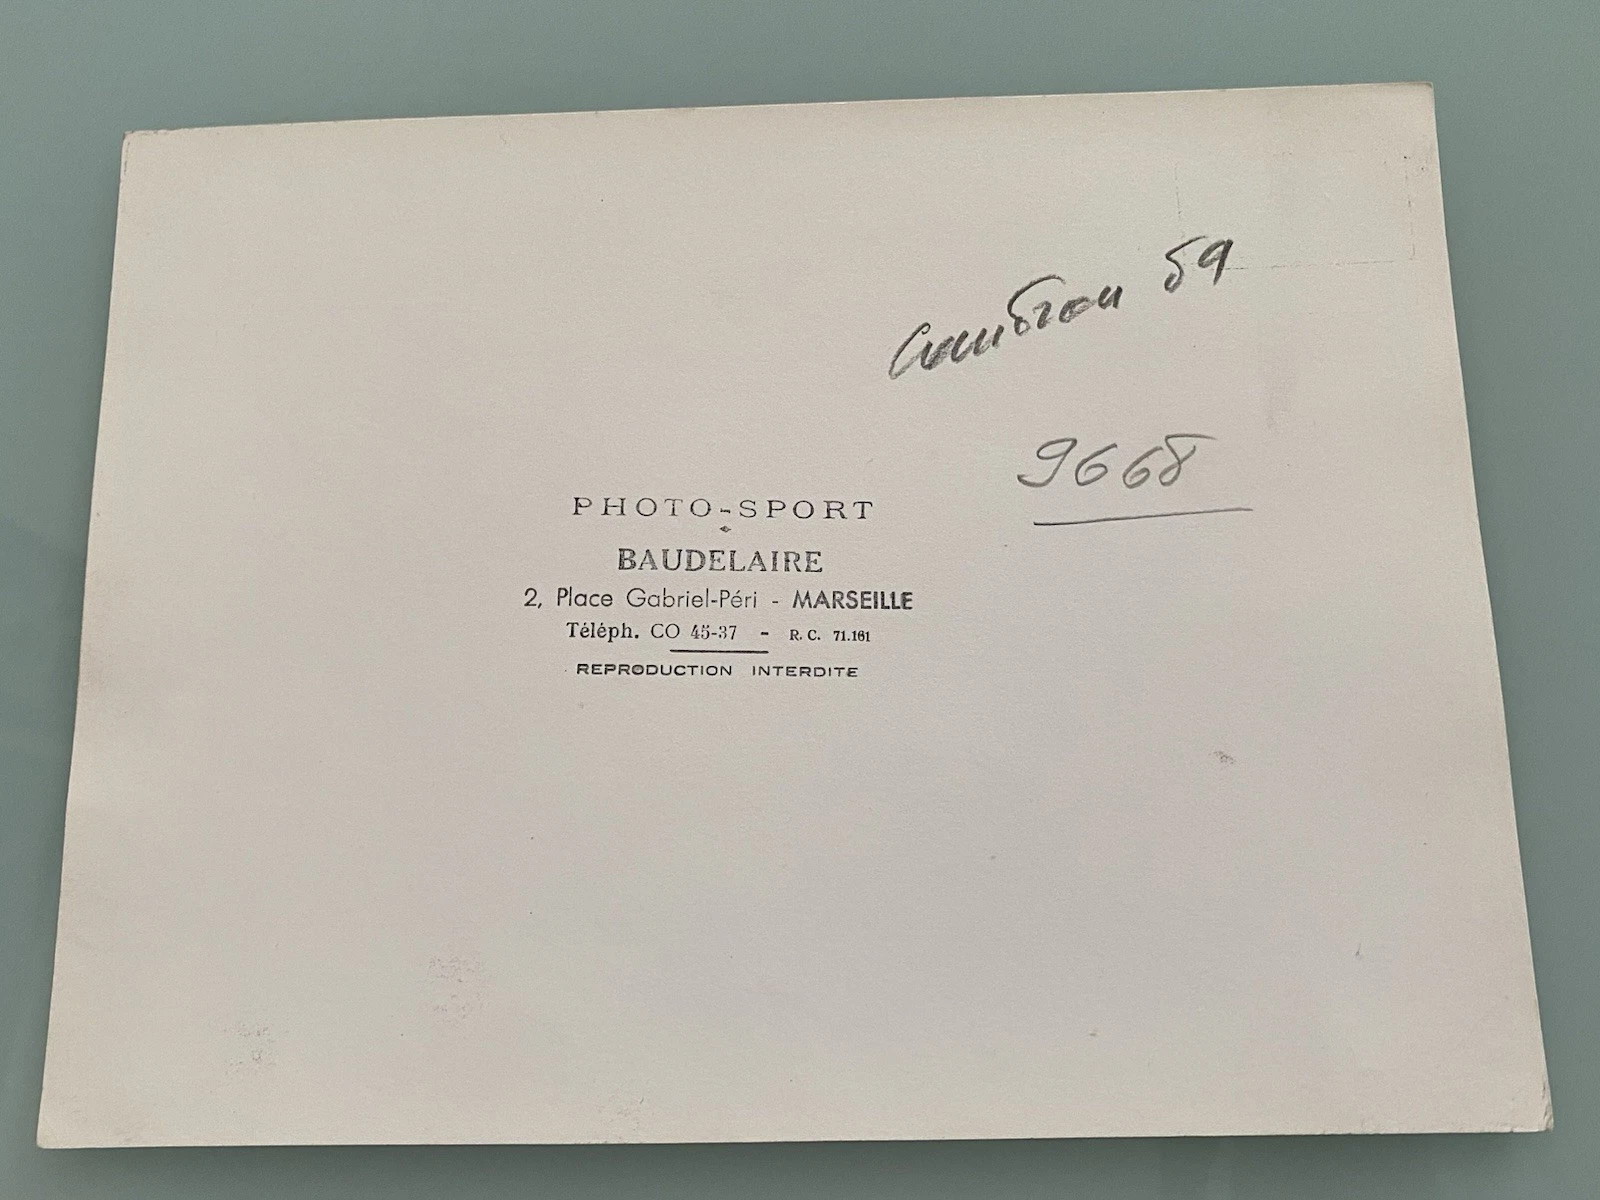 59
9668
PHOTO-SPORT
BAUDELAIRE
2, Place Gabriel-Péri - MARSEILLE
Téléph. CO 45-37 - R. C. 71.161
REPRODUCTION INTERDITE